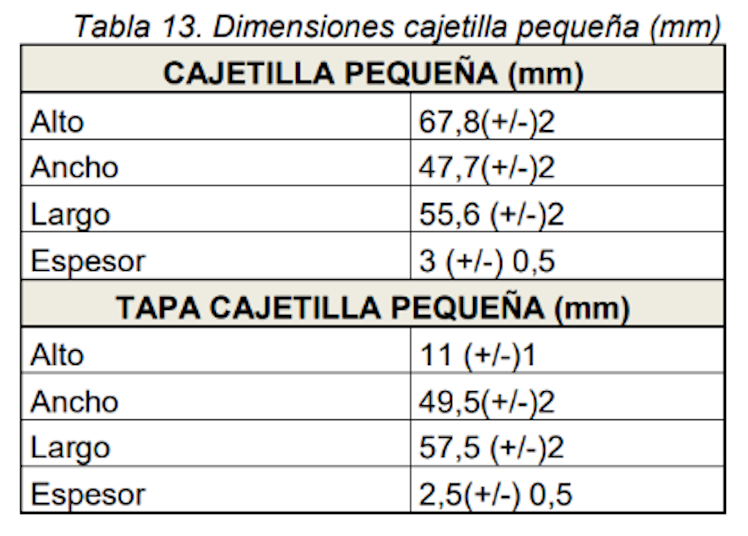 Tabla 13. Dimensiones cajetilla pequeña (mm)
CAJETILLA PEQUEÑA (mm)
Alto 67,8(+/-)2
Ancho 47,7(+/-)2
Largo 55,6 (+/-)2
Espesor 3 (+/-) 0,5
TAPA CAJETILLA PEQUEÑA (mm)
Alto 11 (+/-)1
Ancho 49,5(+/-)2
Largo 57,5 (+/-)2
Espesor 2,5(+/-) 0,5